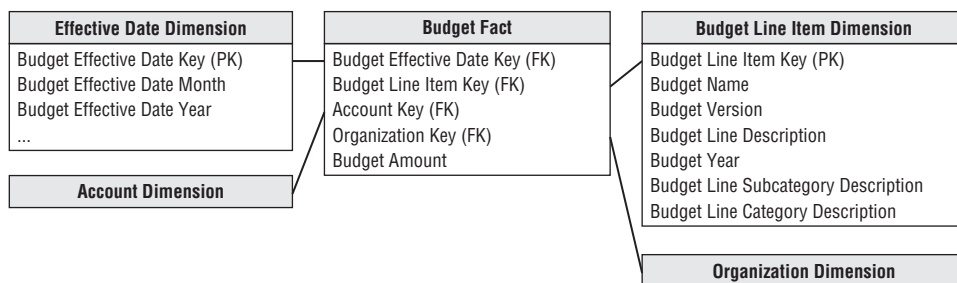 Effective Date Dimension
Budget Effective Date Key (PK)
Budget Effective Date Month
Budget Effective Date Year
...
Account Dimension
Budget Fact
Budget Effective Date Key (FK)
Budget Line Item Key (FK)
Account Key (FK)
Organization Key (FK)
Budget Amount
Budget Line Item Dimension
Budget Line Item Key (PK)
Budget Name
Budget Version
Budget Line Description
Budget Year
Budget Line Subcategory Description
Budget Line Category Description
Organization Dimension